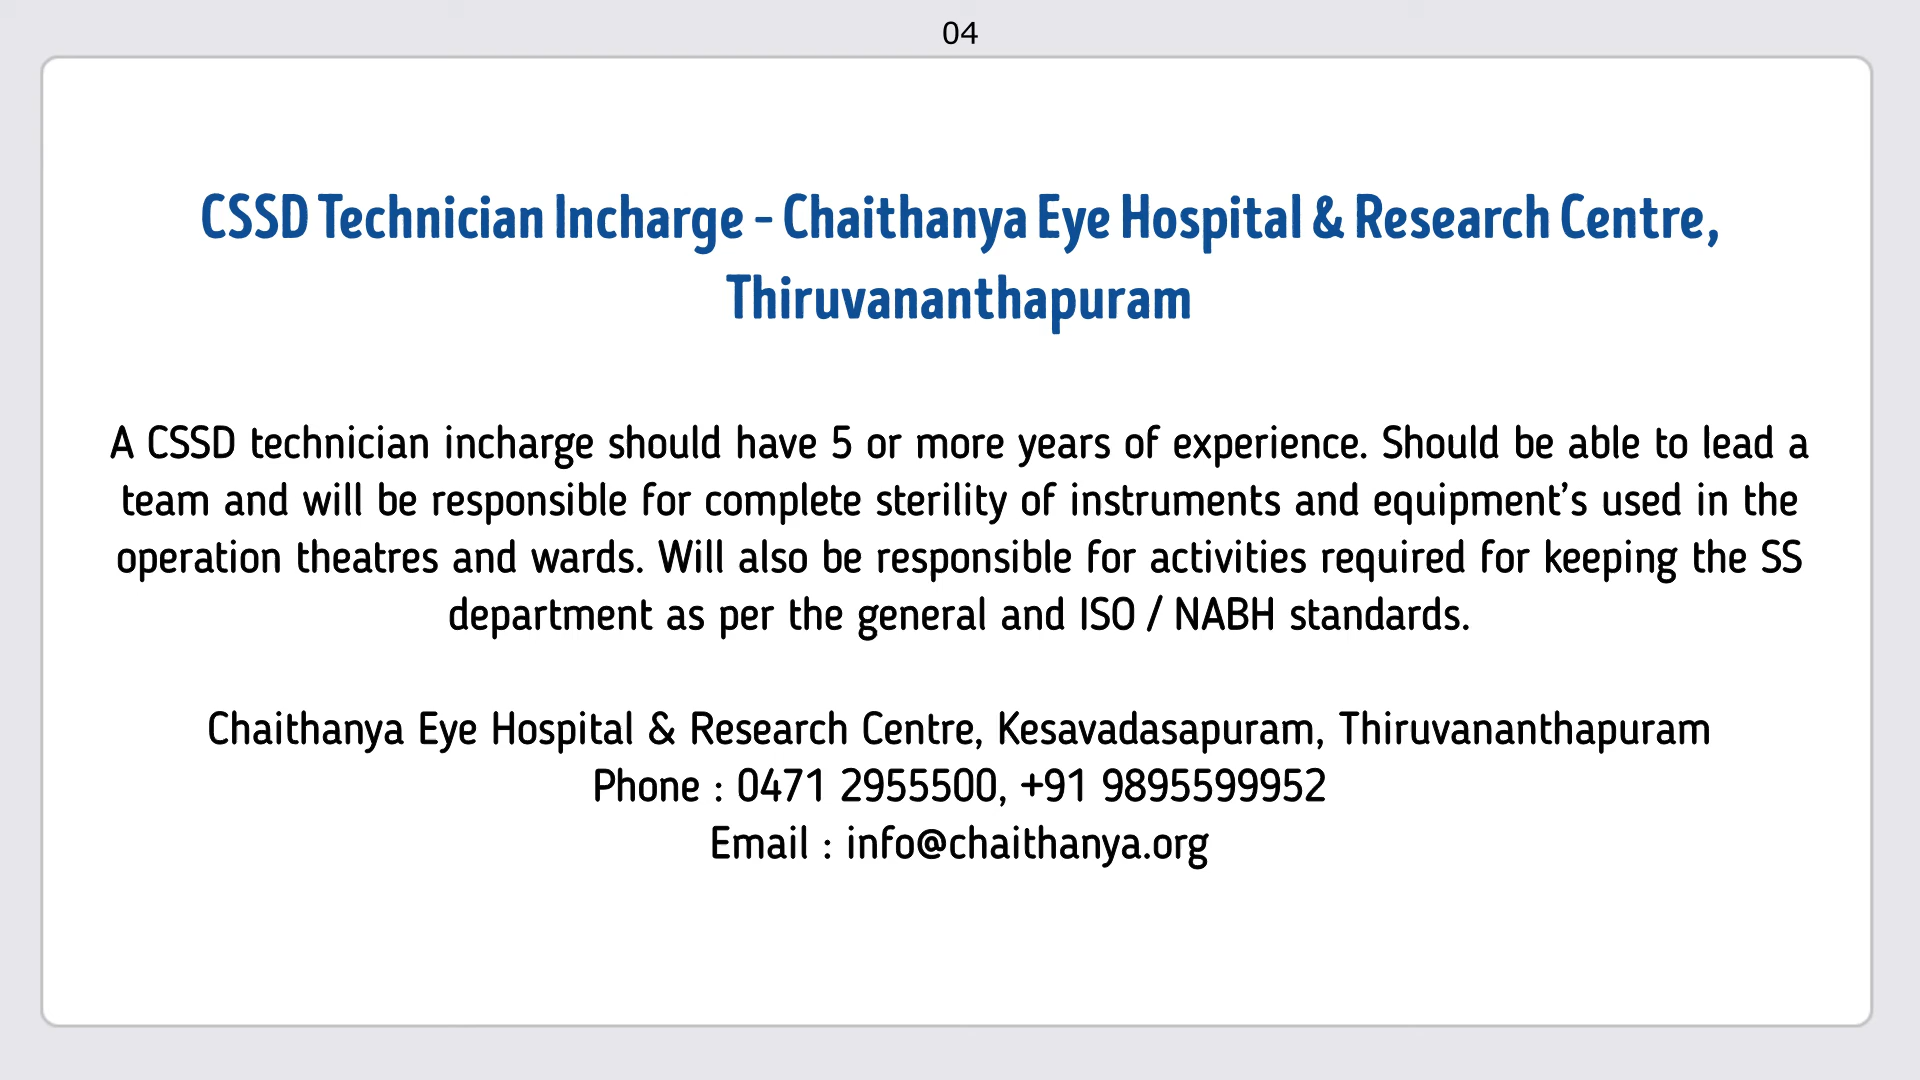 04
CSSD Technician Incharge - Chaithanya Eye Hospital & Research Centre,
Thiruvananthapuram
A CSSD technician incharge should have 5 or more years of experience. Should be able to lead a
team and will be responsible for complete sterility of instruments and equipment’s used in the
operation theatres and wards. Will also be responsible for activities required for keeping the SS
department as per the general and ISO / NABH standards.
Chaithanya Eye Hospital & Research Centre, Kesavadasapuram, Thiruvananthapuram
Phone : 0471 2955500, +91 9895599952
Email : info@chaithanya.org